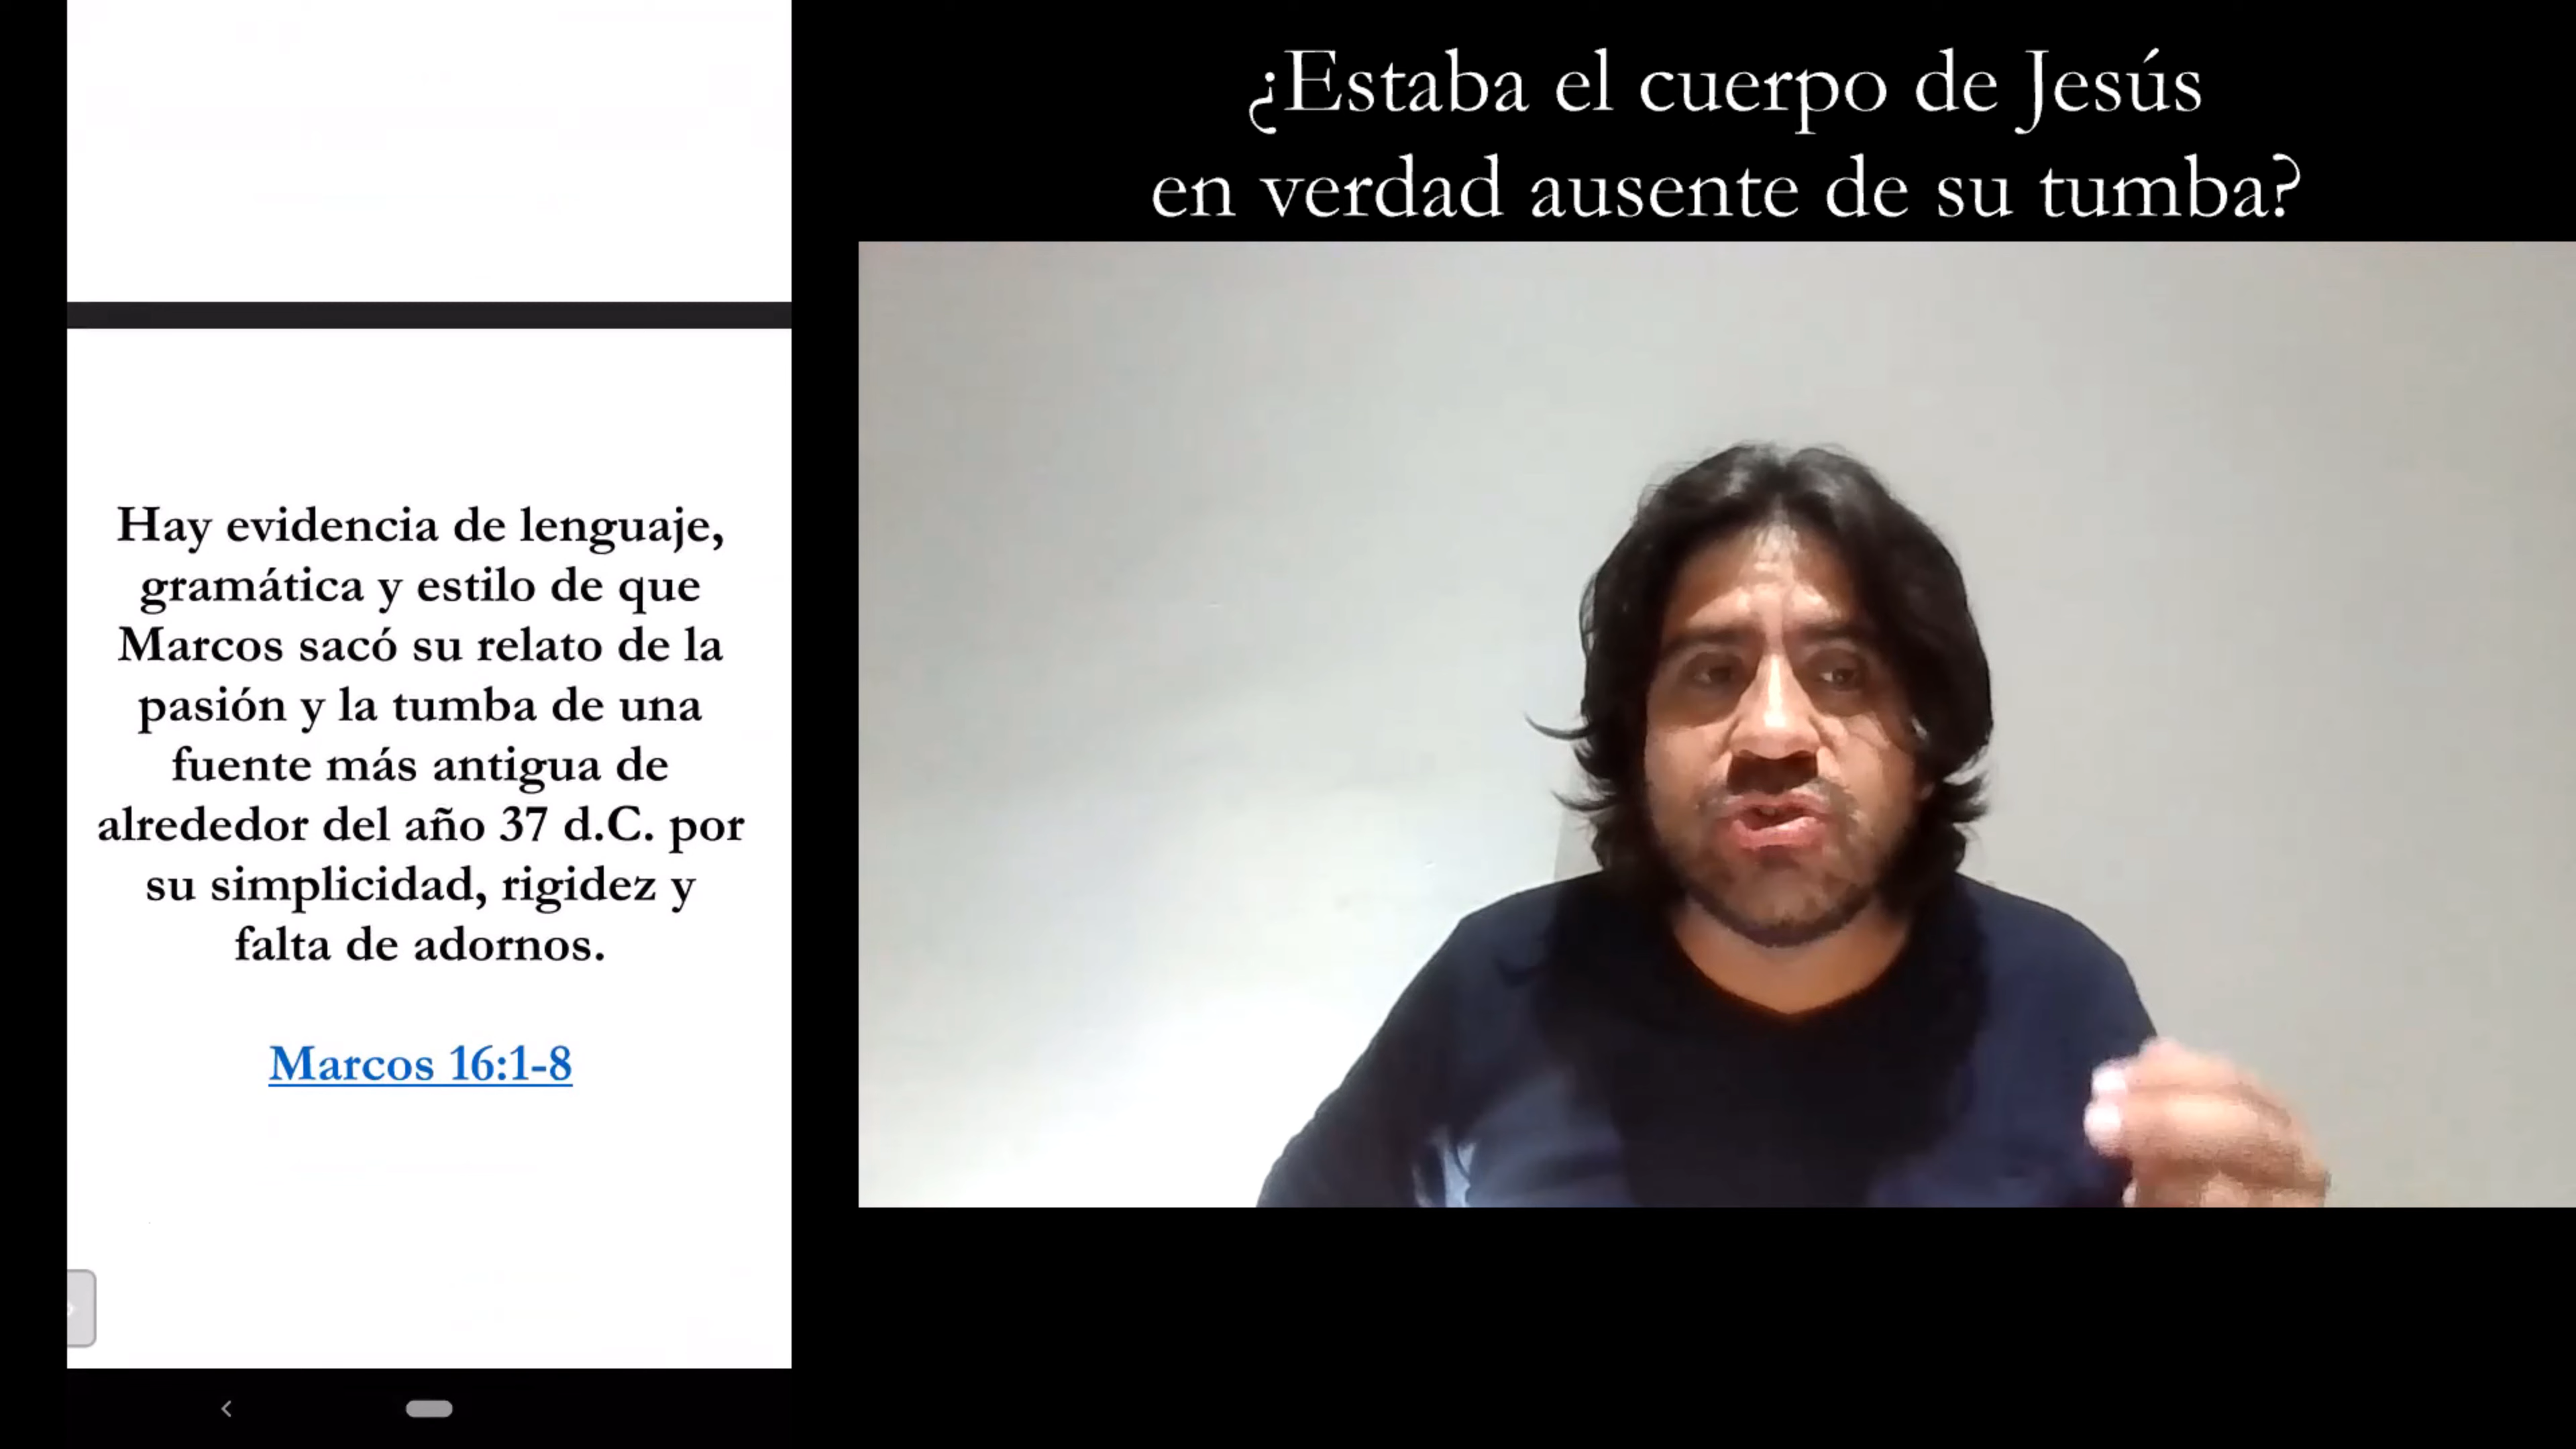 ¿Estaba el cuerpo de Jesús
en verdad ausente de su tumba?
Hay evidencia de lenguaje,
gramática y estilo de que
Marcos sacó su relato de la
pasión y la tumba de una
fuente más antigua de
alrededor del año 37 d.C. por
su simplicidad, rigidez y
falta de adornos.
Marcos 16:1-8